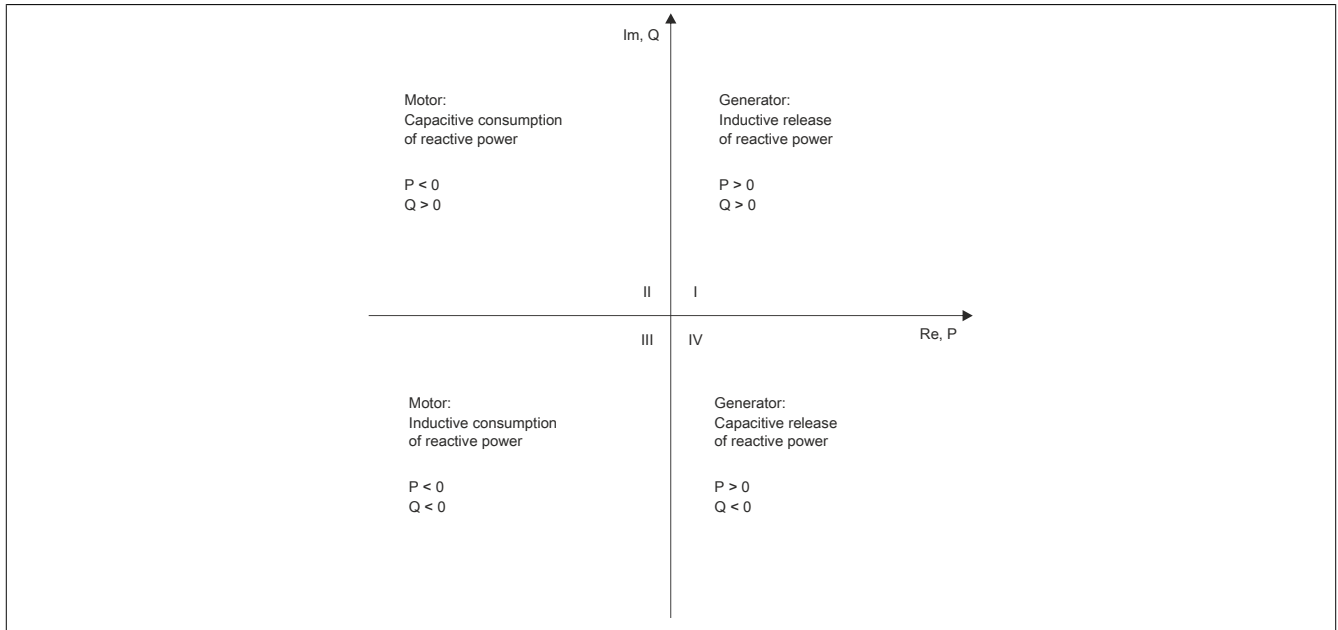 Im, Q
Motor:
Capacitive consumption
of reactive power
P < 0
Q > 0
Generator:
Inductive release
of reactive power
P > 0
Q > 0
II
I
III
IV
Re, P
Motor:
Inductive consumption
of reactive power
P < 0
Q < 0
Generator:
Capacitive release
of reactive power
P > 0
Q < 0